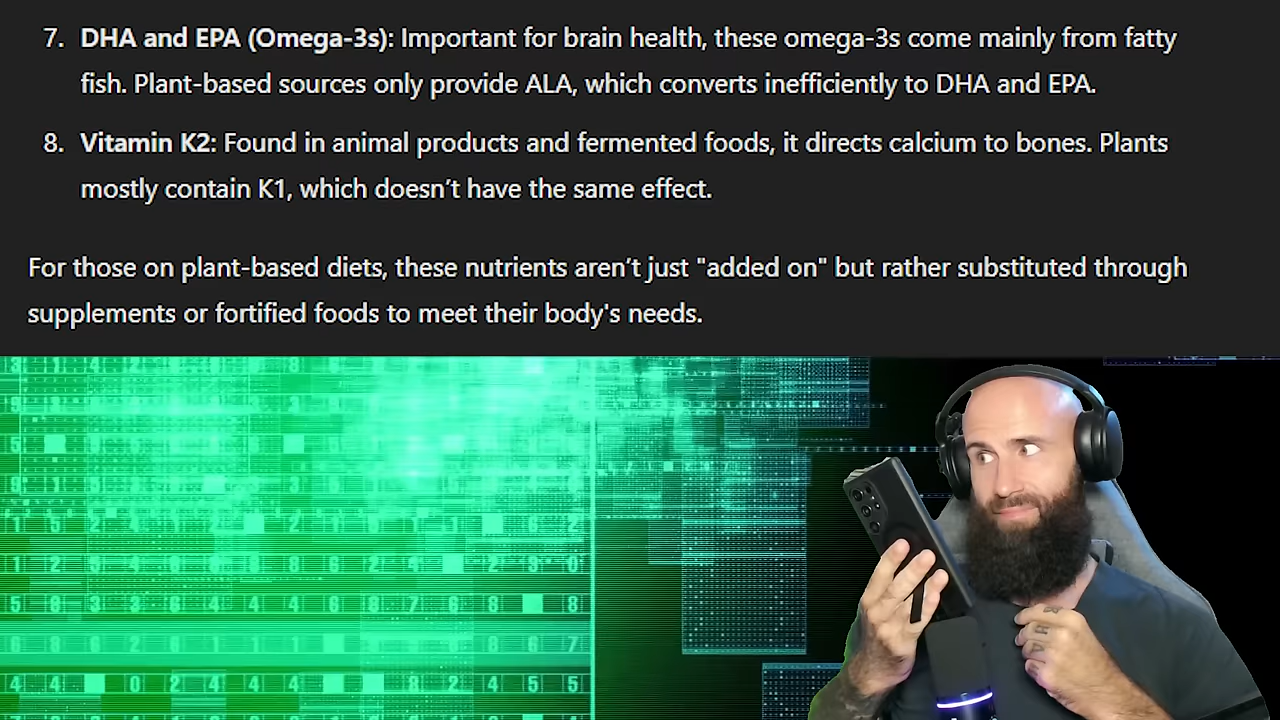 7. DHA and EPA (Omega-3s): Important for brain health, these omega-3s come mainly from fatty
fish. Plant-based sources only provide ALA, which converts inefficiently to DHA and EPA.
8. Vitamin K2: Found in animal products and fermented foods, it directs calcium to bones. Plants
mostly contain K1, which doesn’t have the same effect.
For those on plant-based diets, these nutrients aren’t just "added on" but rather substituted through
supplements or fortified foods to meet their body's needs.